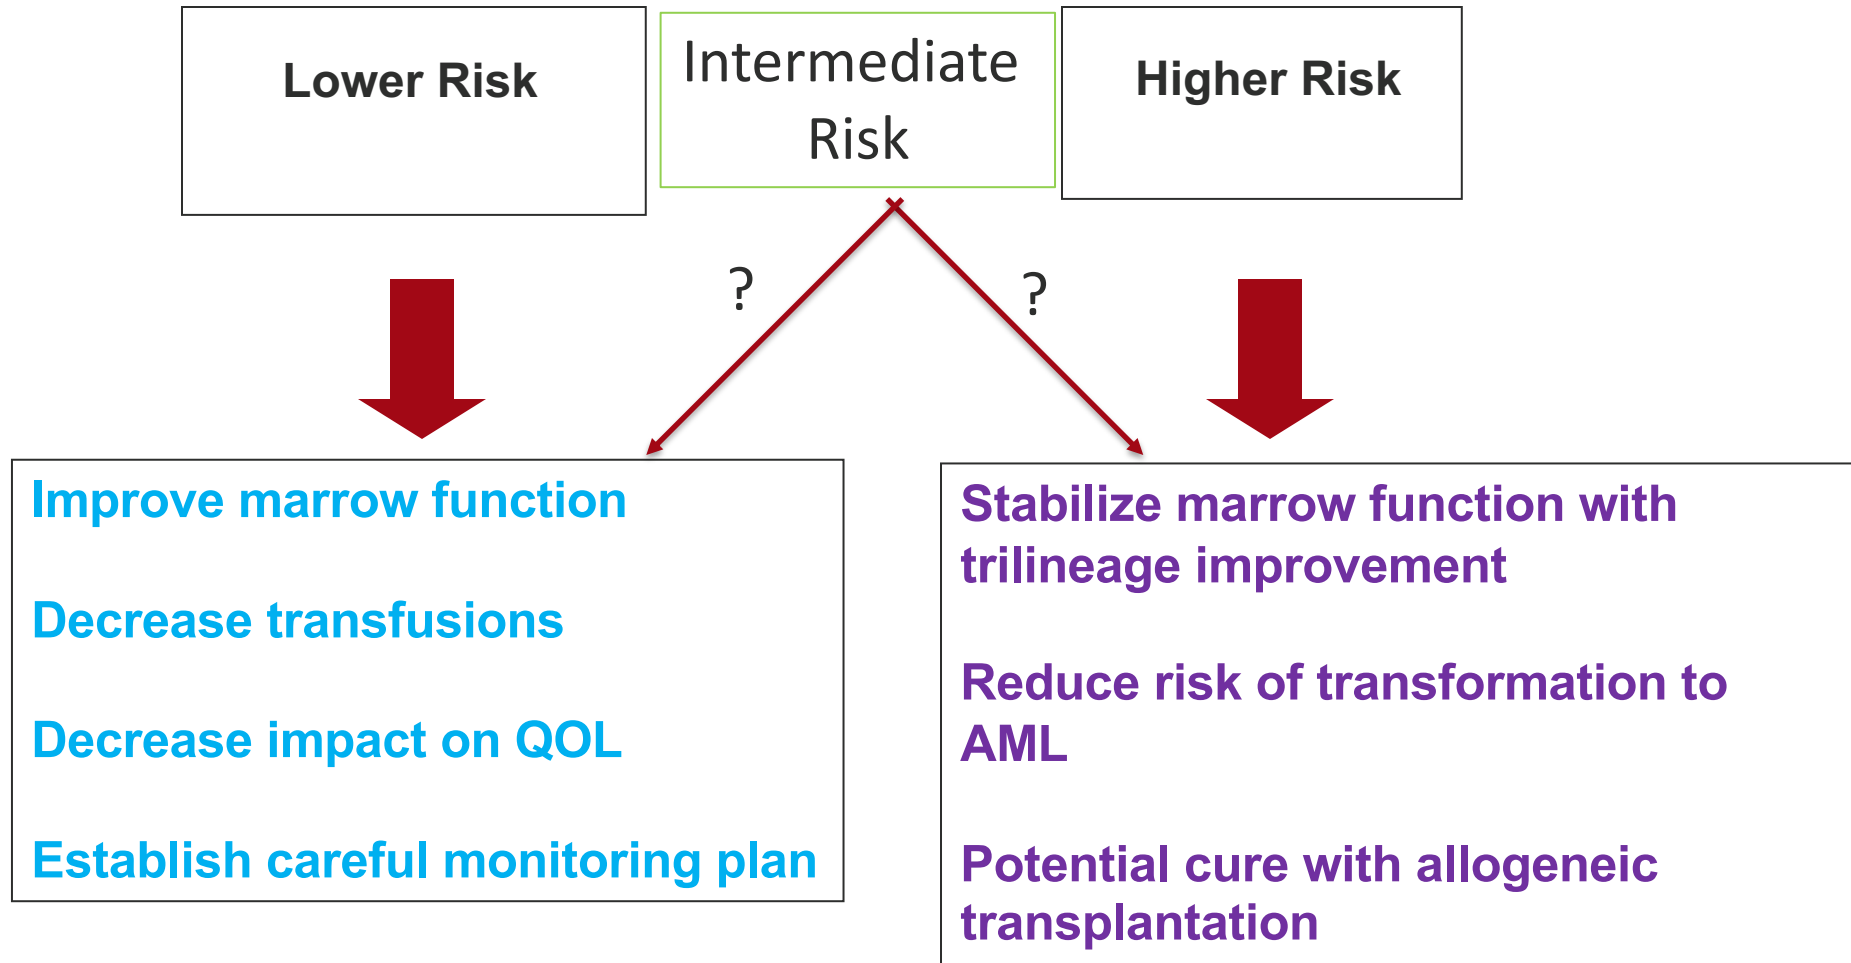 Lower Risk
Intermediate
Risk
Higher Risk
?
?
Improve marrow function
Decrease transfusions
Decrease impact on QOL
Establish careful monitoring plan
Stabilize marrow function with
trilineage improvement
Reduce risk of transformation to
AML
Potential cure with allogeneic
transplantation